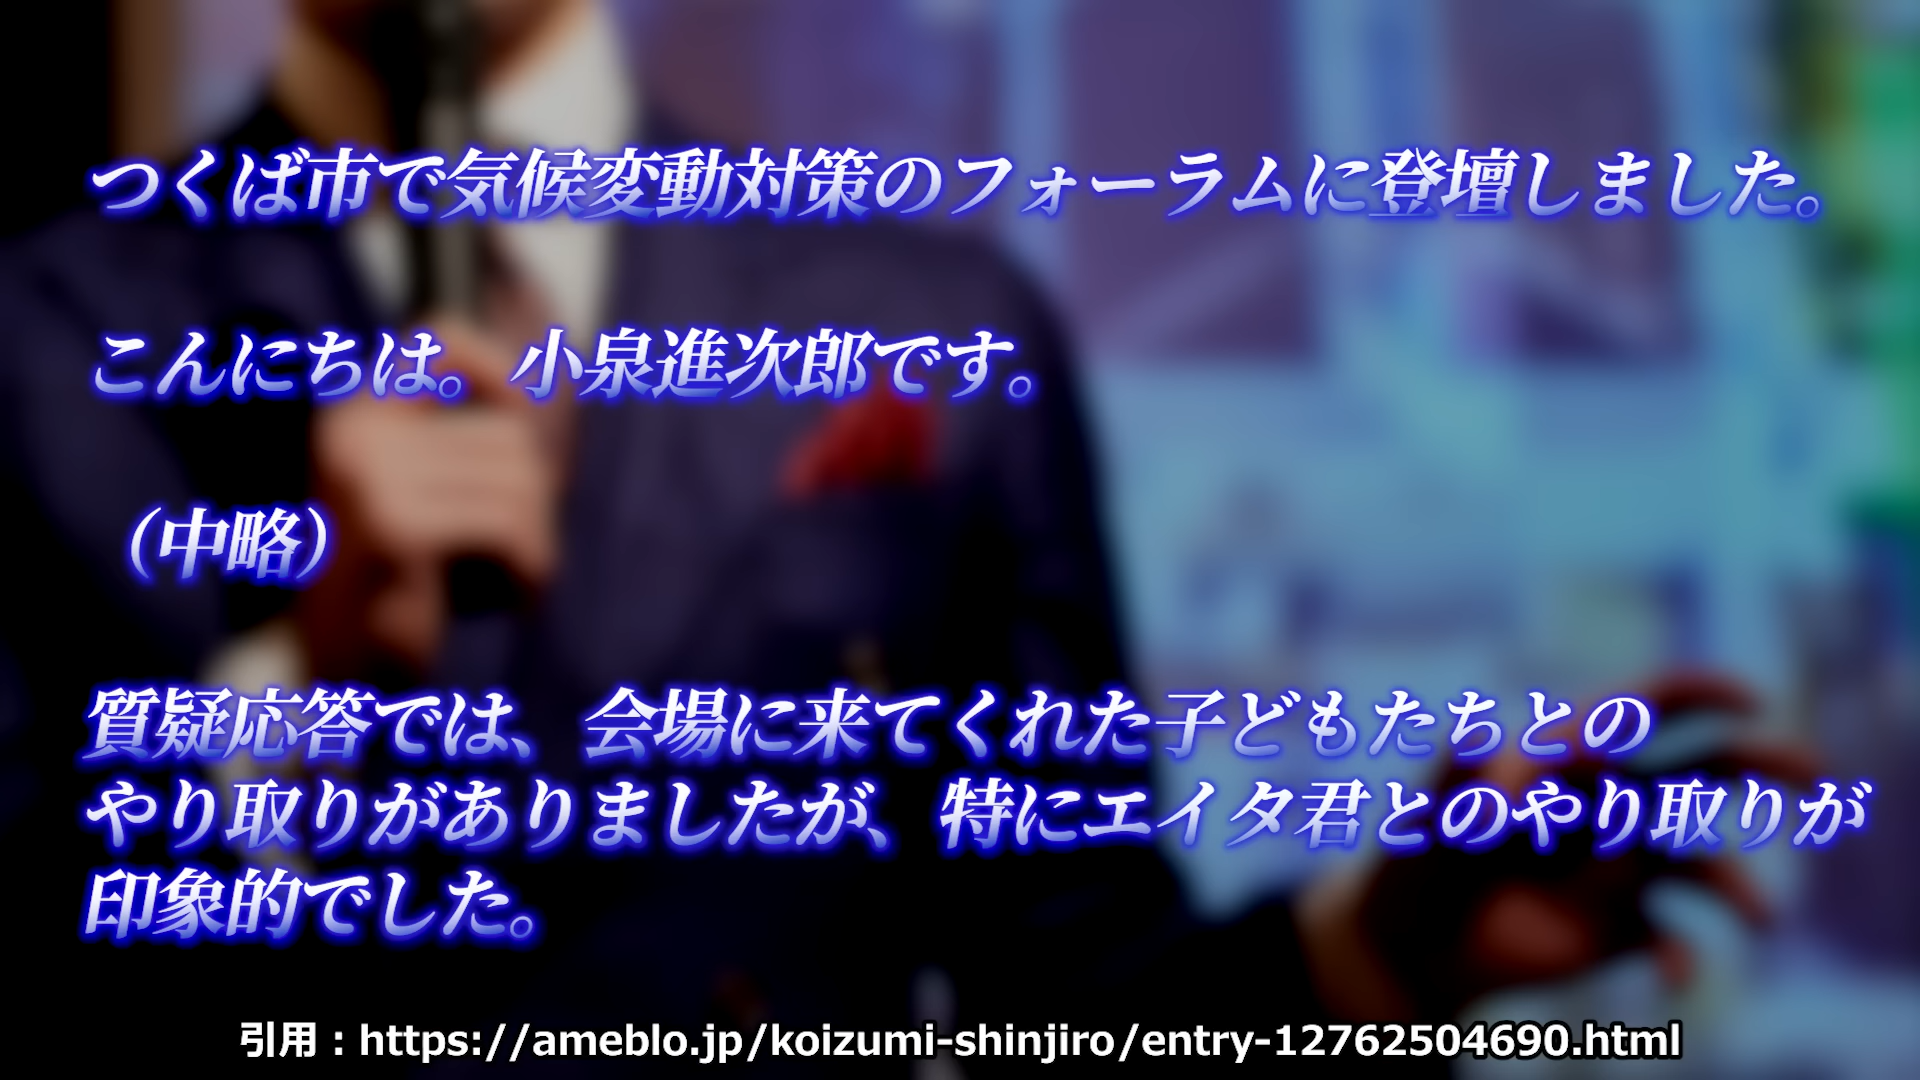 つくば市で気候変動対策のフォーラムに登壇しました。
こんにちは。小泉進次郎です。
（中略）
質疑応答では、会場に来てくれた子どもたちとの
やり取りがありましたが、特にエイタ君とのやり取りが
印象的でした。
引用：https://ameblo.jp/koizumi-shinjiro/entry-12762504690.html